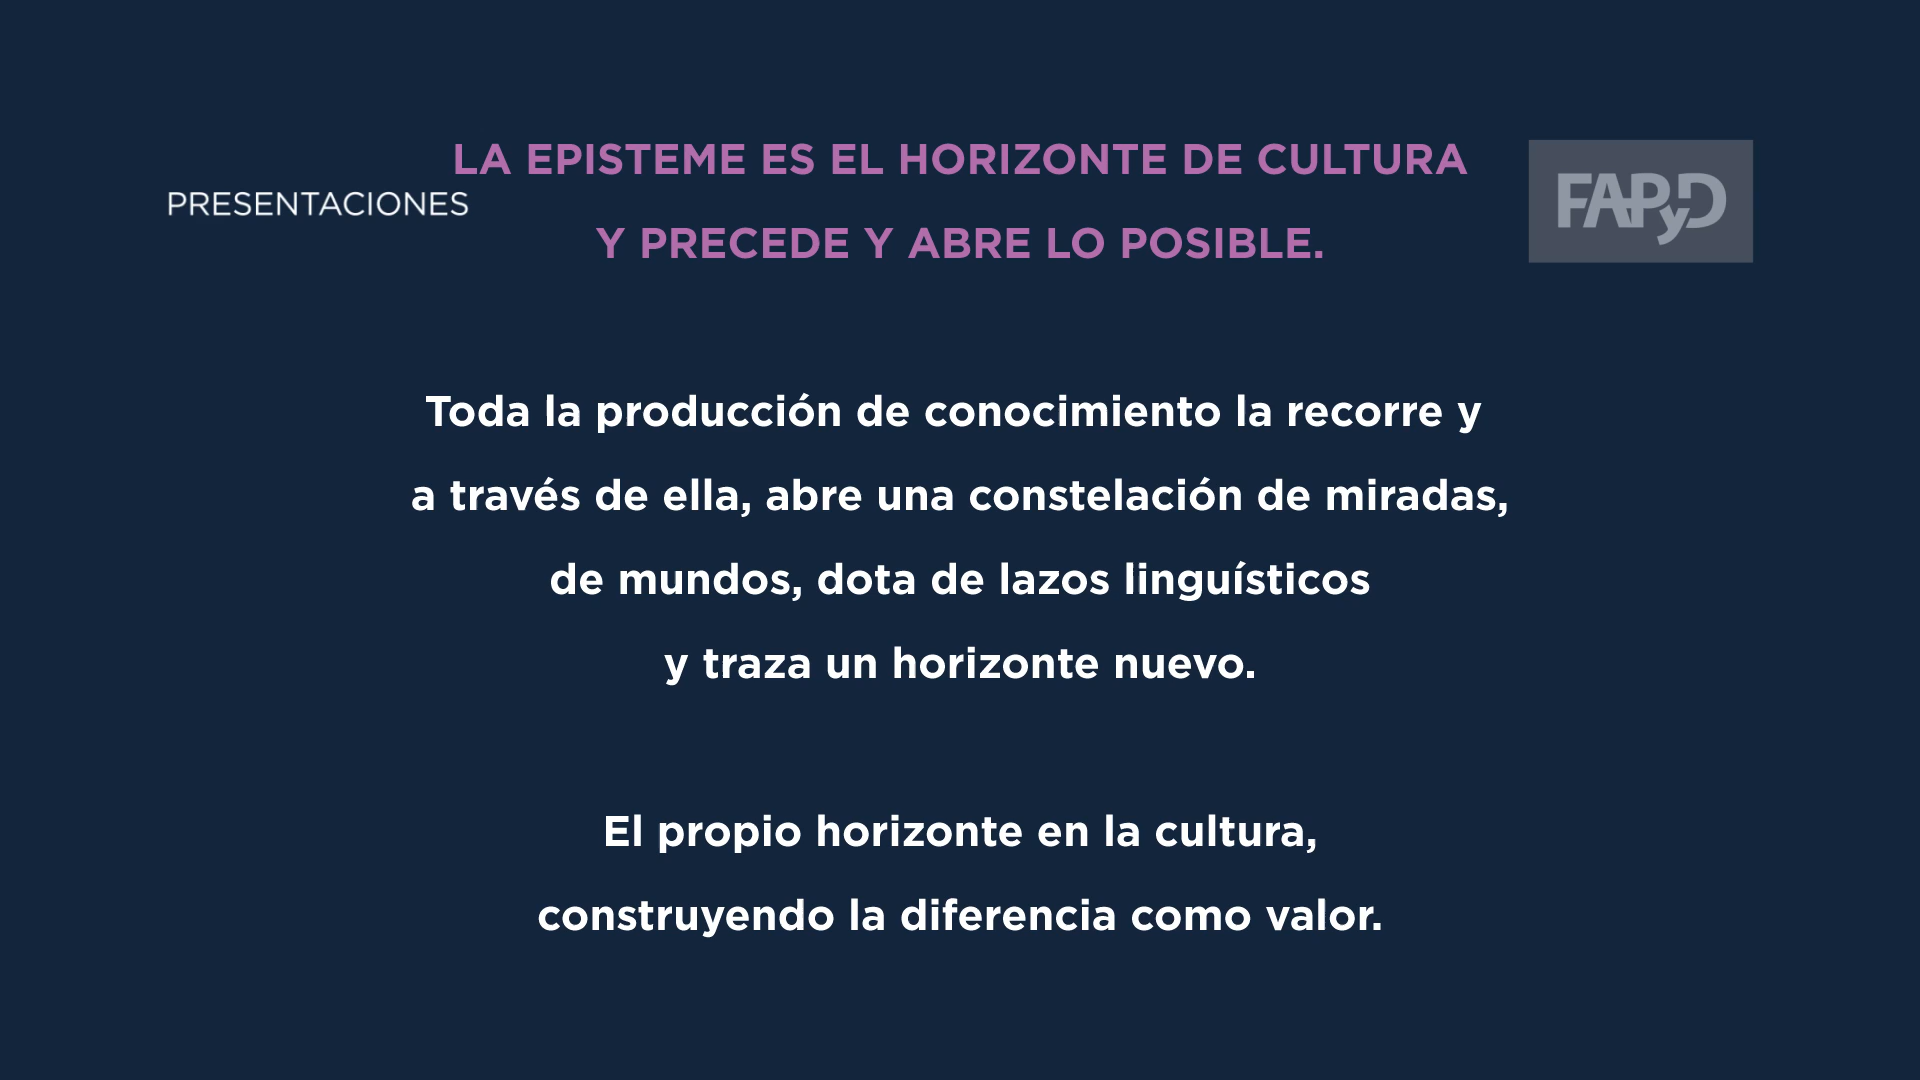 LA EPISTEME ES EL HORIZONTE DE CULTURA
PRESENTACIONES
FAPyD
Y PRECEDE Y ABRE LO POSIBLE.
Toda la producción de conocimiento la recorre y
a través de ella, abre una constelación de miradas,
de mundos, dota de lazos linguísticos
y traza un horizonte nuevo.
El propio horizonte en la cultura,
construyendo la diferencia como valor.